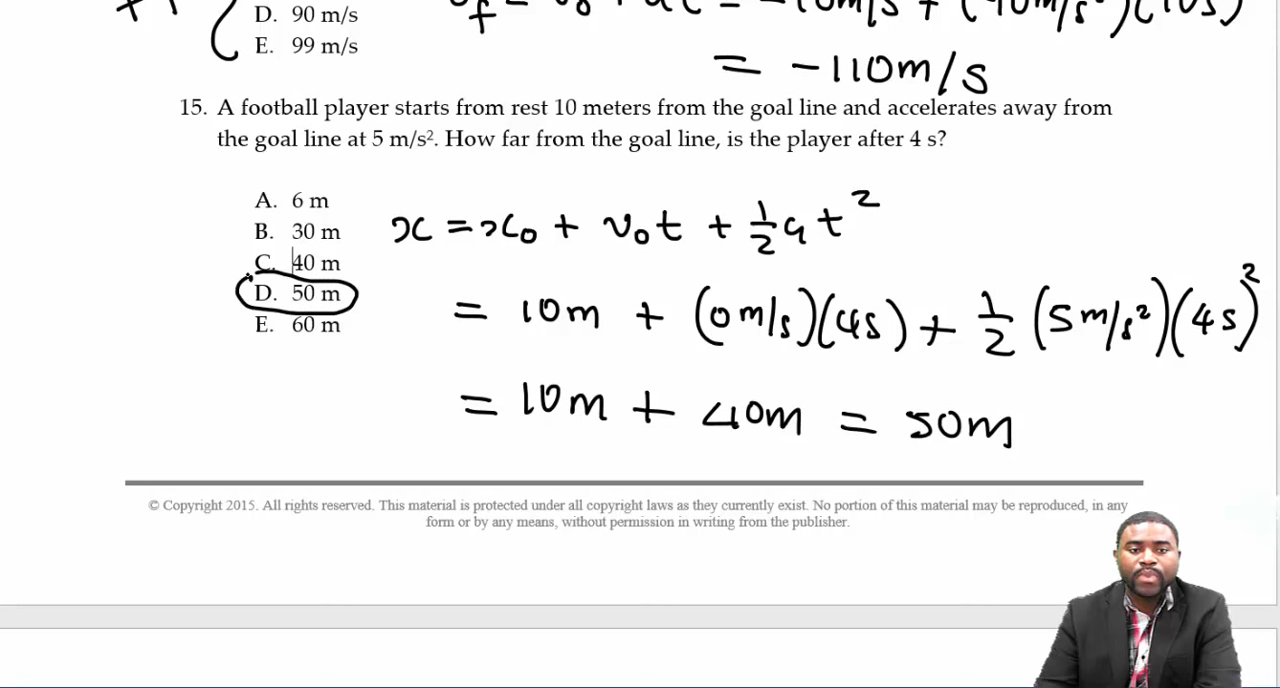 D. 90 m/s
E. 99 m/s
= -110m/s
15. A football player starts from rest 10 meters from the goal line and accelerates away from
the goal line at 5 m/s². How far from the goal line, is the player after 4 s?
A. 6 m
B. 30 m
C. 40 m
D. 50 m
E. 60 m
x = x₀ + v₀t + ½at²
= 10m + (0m/s)(4s) + ½(5m/s²)(4s)²
= 10m + 40m = 50m
© Copyright 2015. All rights reserved. This material is protected under all copyright laws as they currently exist. No portion of this material may be reproduced, in any
form or by any means, without permission in writing from the publisher.